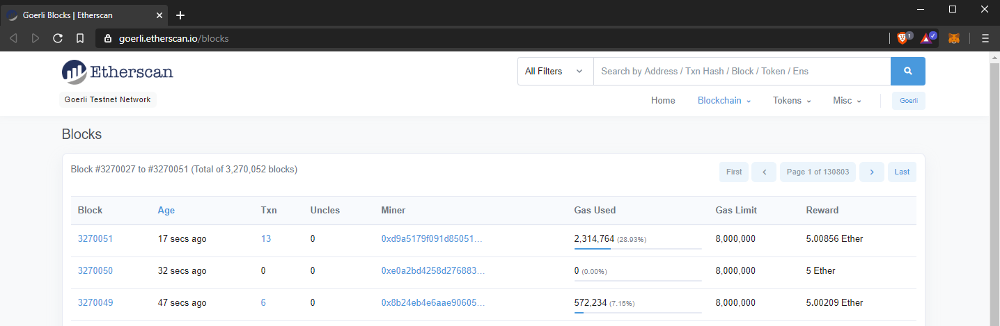 Goerli Blocks | Etherscan
goerli.etherscan.io/blocks
1
Etherscan
All Filters Search by Address / Txn Hash / Block / Token / Ens
Goerli Testnet Network
Home Blockchain Tokens Misc Goerli
Blocks
Block #3270027 to #3270051 (Total of 3,270,052 blocks) First Page 1 of 130803 Last
Block Age Txn Uncles Miner Gas Used Gas Limit Reward
3270051 17 secs ago 13 0 0xd9a5179f091d85051... 2,314,764 (28.93%) 8,000,000 5.00856 Ether
3270050 32 secs ago 0 0 0xe0a2bd4258d276883... 0 (0.00%) 8,000,000 5 Ether
3270049 47 secs ago 6 0 0x8b24eb4e6aae90605... 572,234 (7.15%) 8,000,000 5.00209 Ether